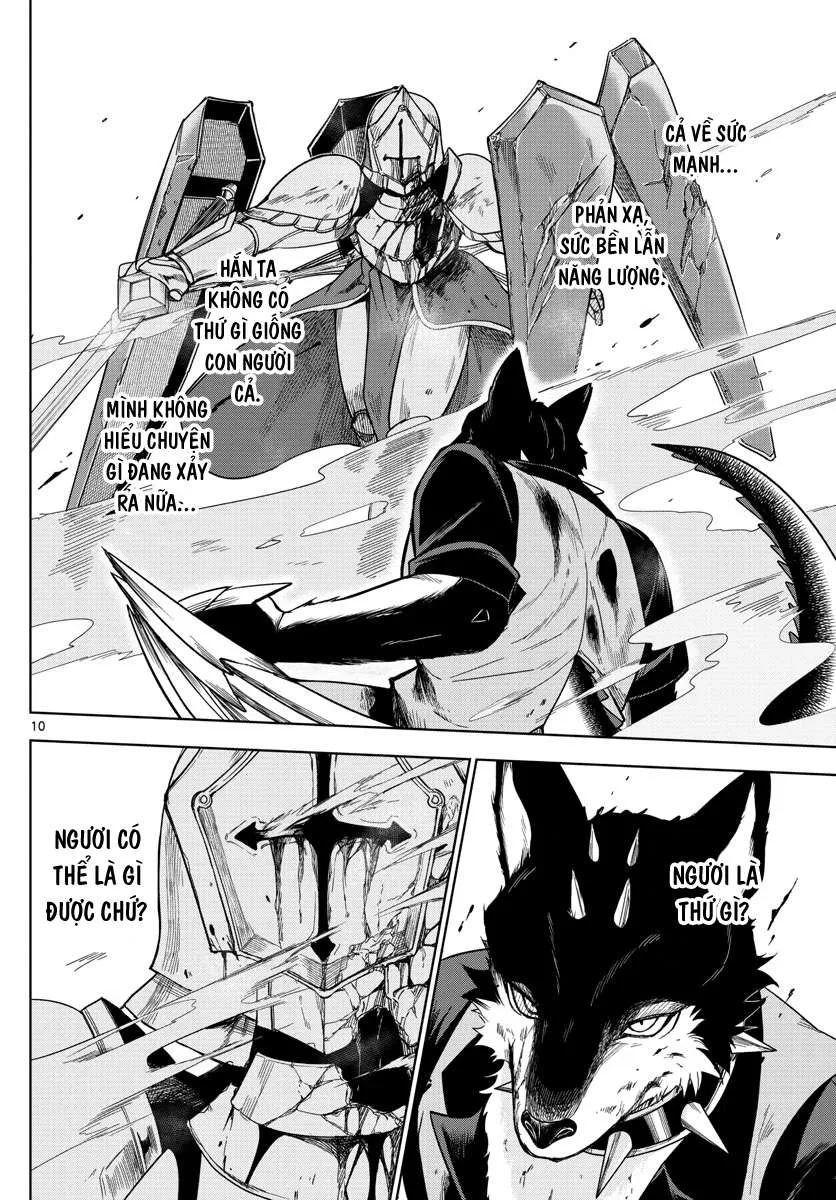 CẢ VỀ SỨC
MẠNH...
PHẢN XẠ,
SỨC BỀN LẪN
NĂNG LƯỢNG.
HẮN TA
KHÔNG CÓ
THỨ GÌ GIỐNG
CON NGƯỜI
CẢ.
MÌNH KHÔNG
HIỂU CHUYỆN
GÌ ĐANG XẢY
RA NỮA...
10
NGƯƠI LÀ
THỨ GÌ?
NGƯƠI CÓ
THỂ LÀ GÌ
ĐƯỢC CHỨ?